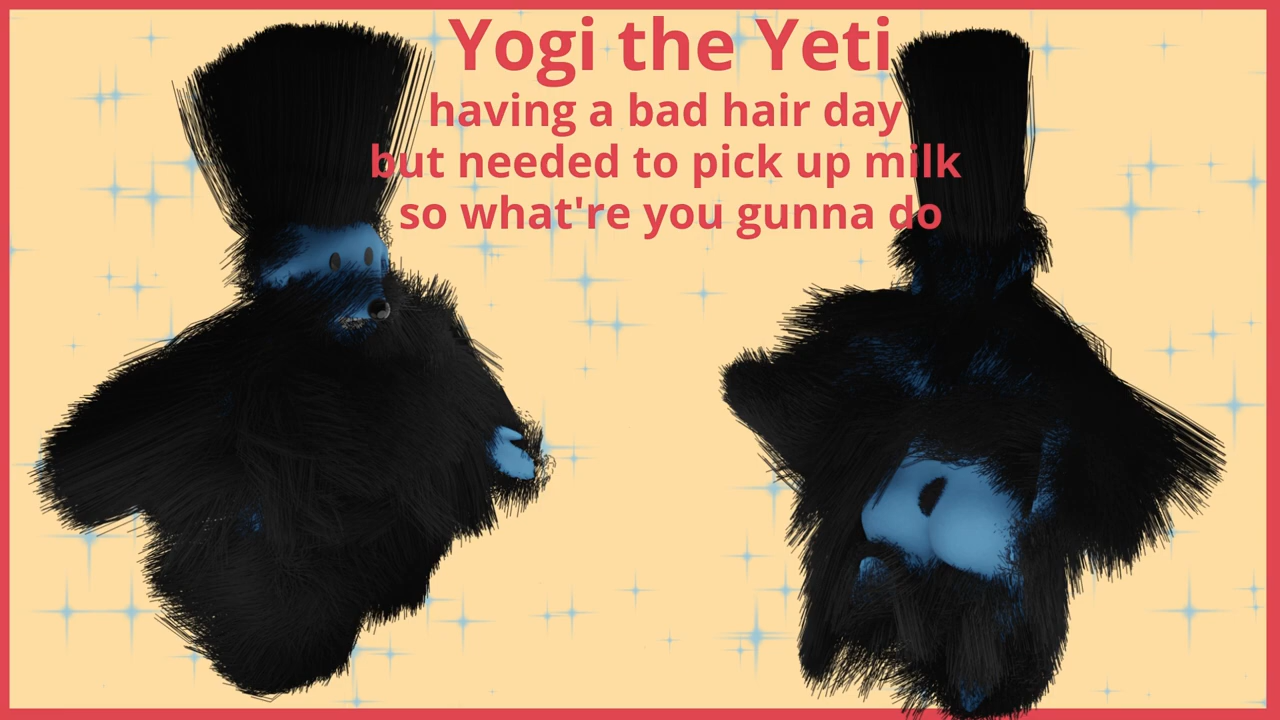 Yogi the Yeti
having a bad hair day
but needed to pick up milk
so what're you gunna do